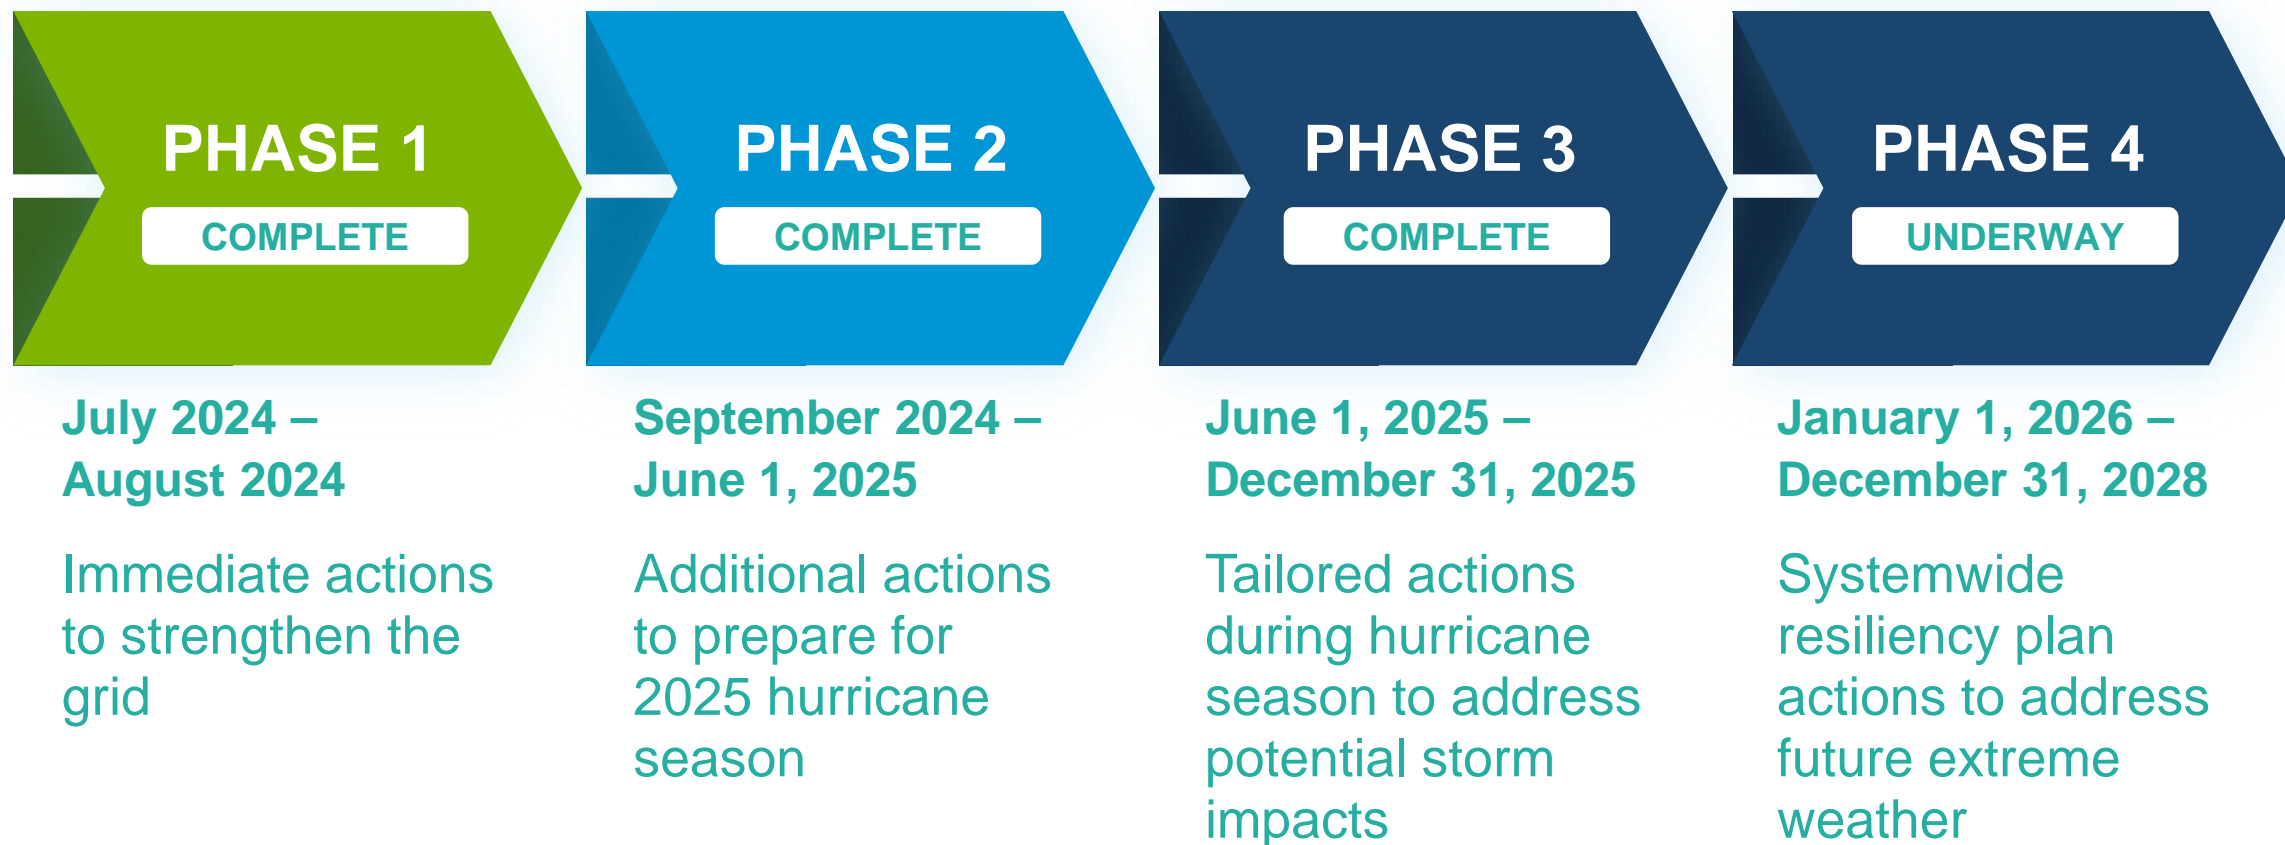 PHASE 1
COMPLETE
July 2024 –
August 2024
Immediate actions
to strengthen the
grid
PHASE 2
COMPLETE
September 2024 –
June 1, 2025
Additional actions
to prepare for
2025 hurricane
season
PHASE 3
COMPLETE
June 1, 2025 –
December 31, 2025
Tailored actions
during hurricane
season to address
potential storm
impacts
PHASE 4
UNDERWAY
January 1, 2026 –
December 31, 2028
Systemwide
resiliency plan
actions to address
future extreme
weather